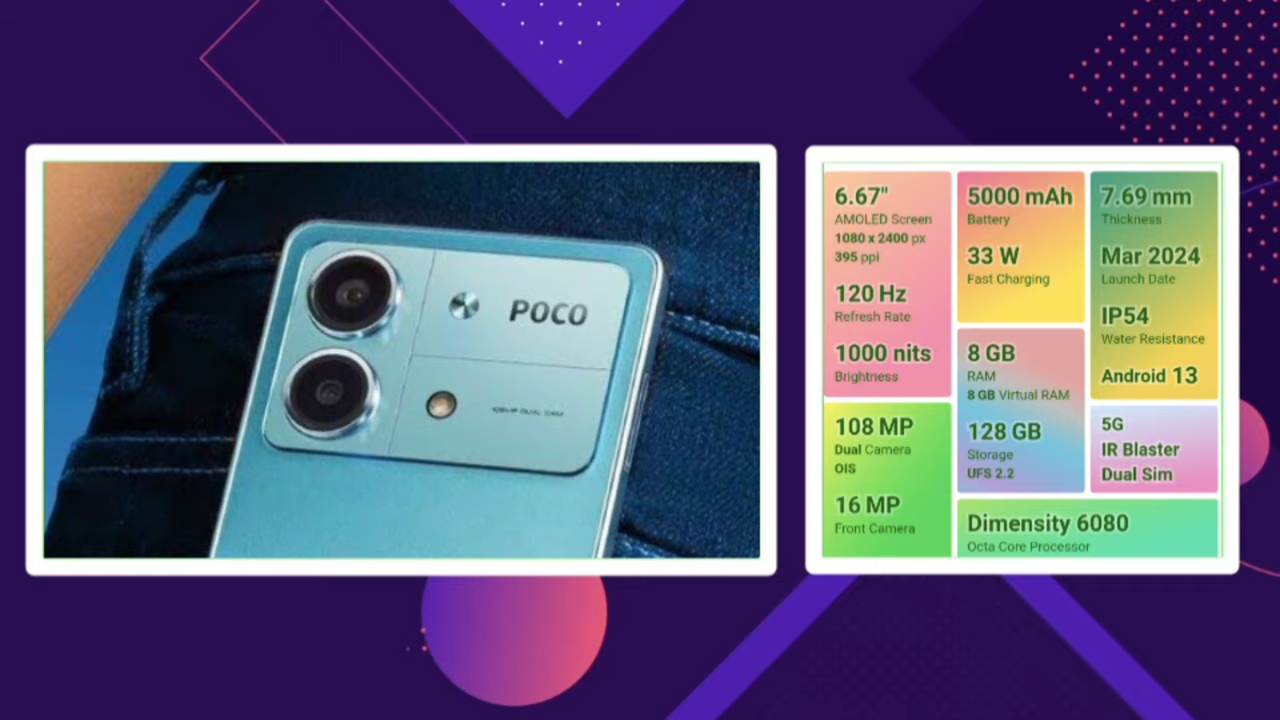 POCO
108MP DUAL CAM
6.67"
AMOLED Screen
1080 x 2400 px
395 ppi
120 Hz
Refresh Rate
1000 nits
Brightness
108 MP
Dual Camera
OIS
16 MP
Front Camera
5000 mAh
Battery
33 W
Fast Charging
8 GB
RAM
8 GB Virtual RAM
128 GB
Storage
UFS 2.2
7.69 mm
Thickness
Mar 2024
Launch Date
IP54
Water Resistance
Android 13
5G
IR Blaster
Dual Sim
Dimensity 6080
Octa Core Processor